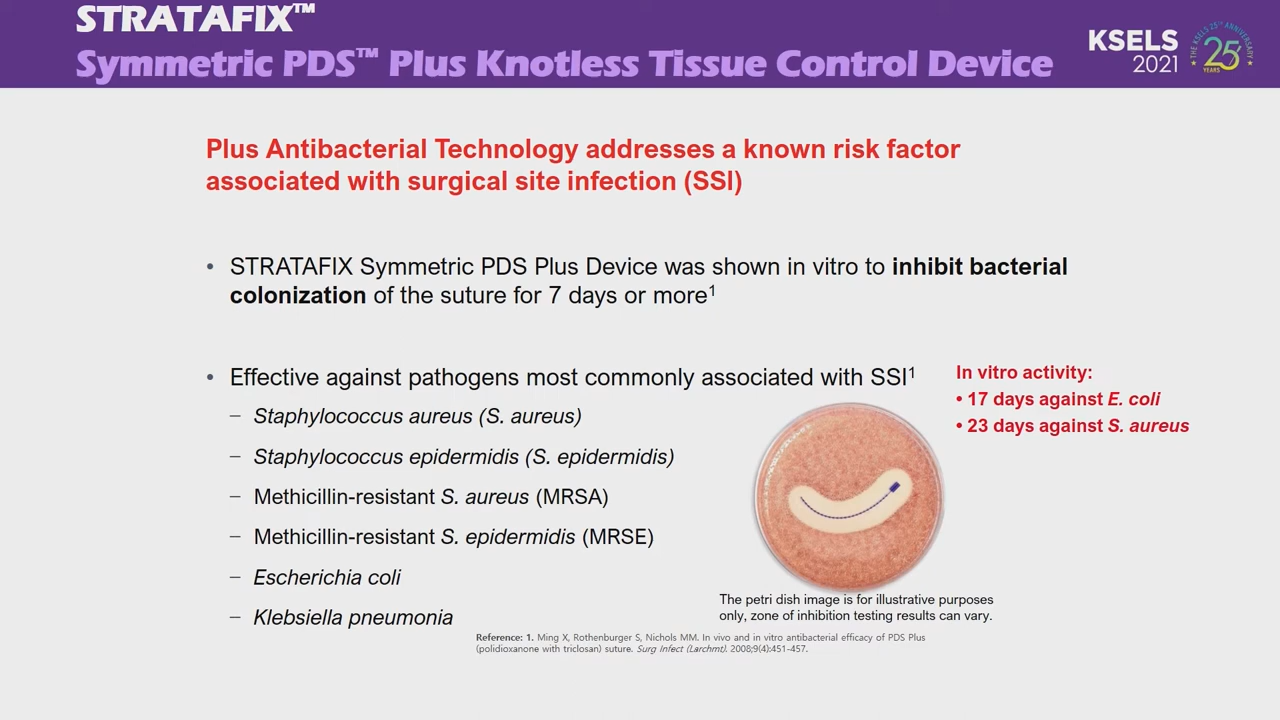 STRATAFIX™
Symmetric PDS™ Plus Knotless Tissue Control Device
KSELS
2021
THE KSELS 25TH ANNIVERSARY
25
YEARS
Plus Antibacterial Technology addresses a known risk factor
associated with surgical site infection (SSI)
• STRATAFIX Symmetric PDS Plus Device was shown in vitro to inhibit bacterial
colonization of the suture for 7 days or more¹
• Effective against pathogens most commonly associated with SSI¹
– Staphylococcus aureus (S. aureus)
– Staphylococcus epidermidis (S. epidermidis)
– Methicillin-resistant S. aureus (MRSA)
– Methicillin-resistant S. epidermidis (MRSE)
– Escherichia coli
– Klebsiella pneumonia
In vitro activity:
• 17 days against E. coli
• 23 days against S. aureus
The petri dish image is for illustrative purposes
only, zone of inhibition testing results can vary.
Reference: 1. Ming X, Rothenburger S, Nichols MM. In vivo and in vitro antibacterial efficacy of PDS Plus
(polidioxanone with triclosan) suture. Surg Infect (Larchmt). 2008;9(4):451-457.